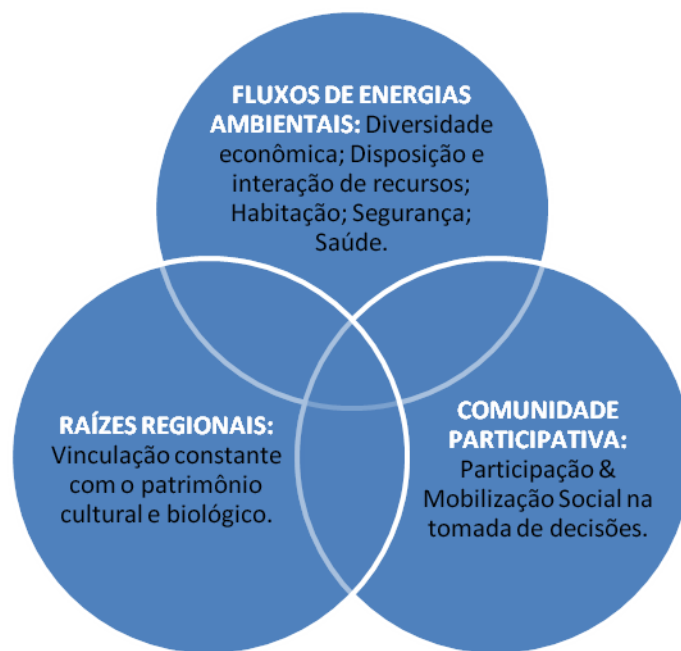 FLUXOS DE ENERGIAS
AMBIENTAIS: Diversidade
econômica; Disposição e
interação de recursos;
Habitação; Segurança;
Saúde.
RAÍZES REGIONAIS:
Vinculação constante
com o patrimônio
cultural e biológico.
COMUNIDADE
PARTICIPATIVA:
Participação &
Mobilização Social na
tomada de decisões.